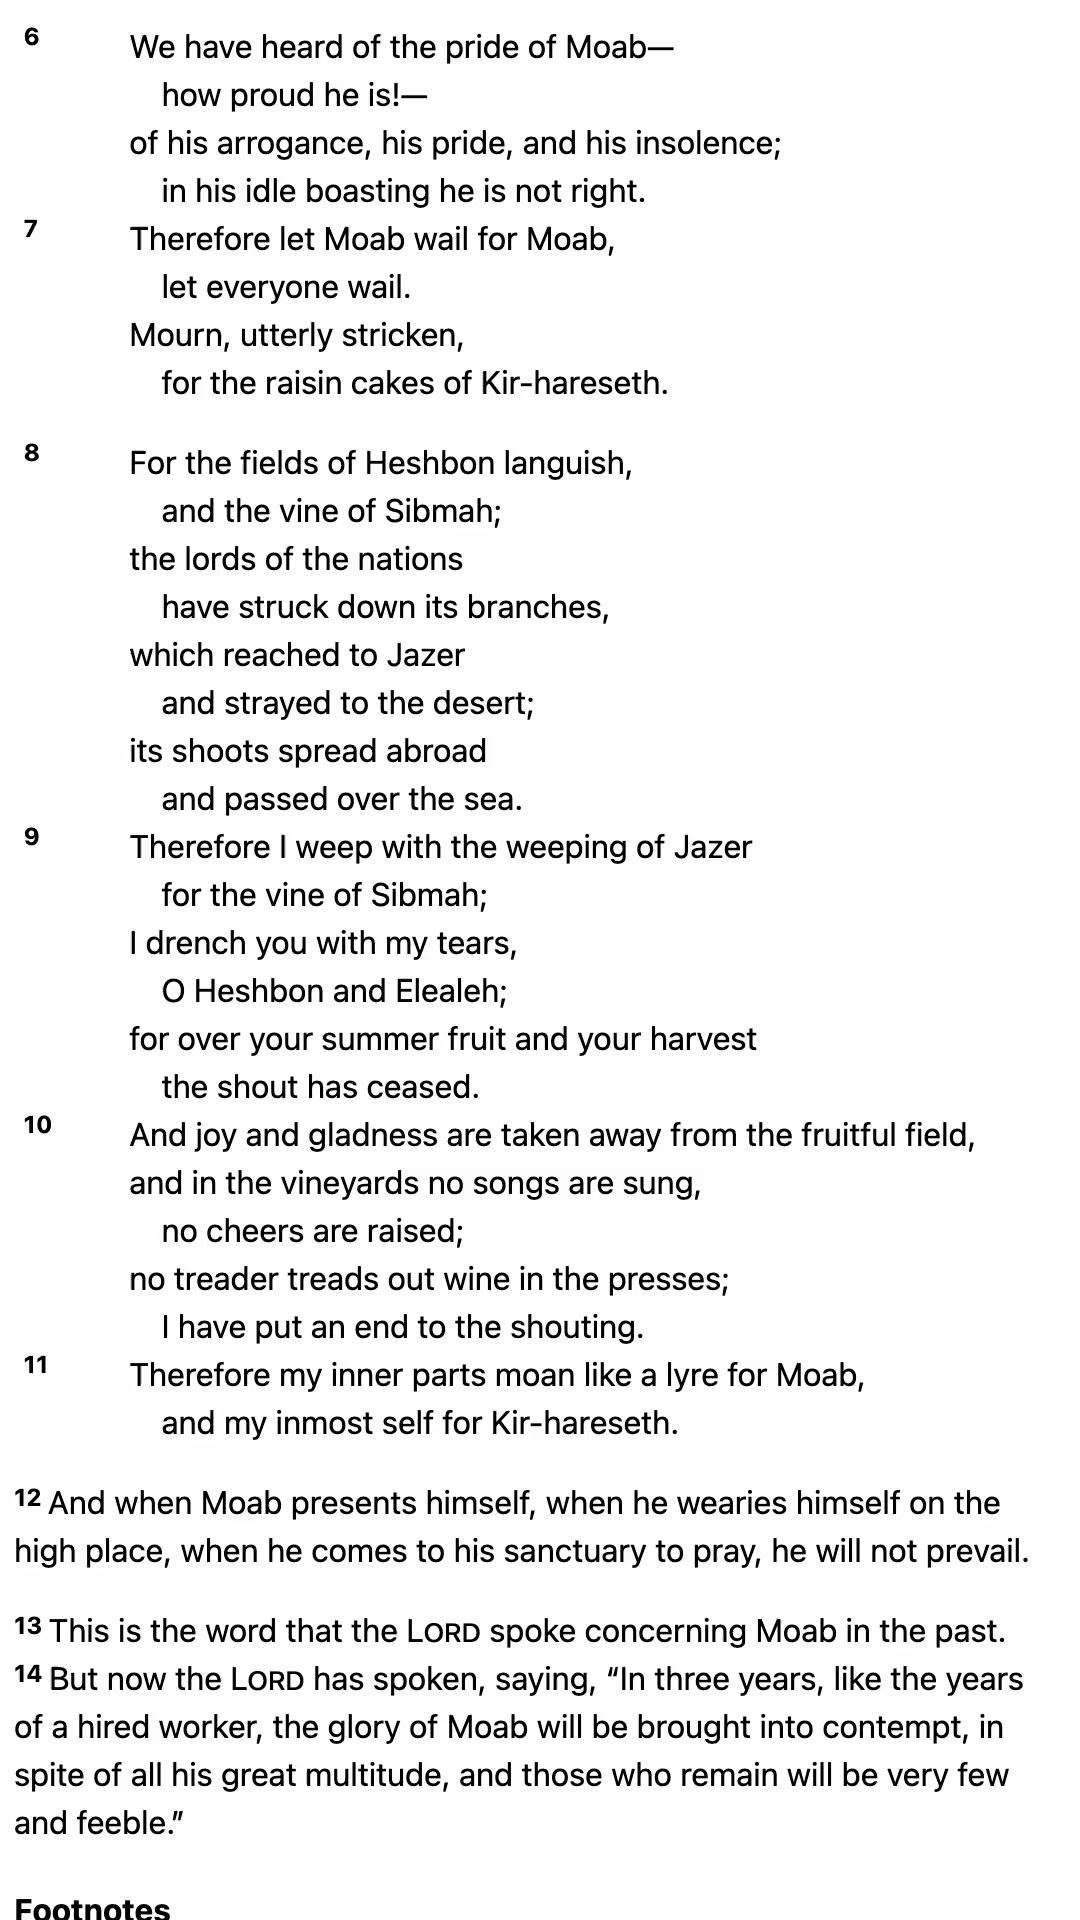 6 We have heard of the pride of Moab—
how proud he is!—
of his arrogance, his pride, and his insolence;
in his idle boasting he is not right.
7 Therefore let Moab wail for Moab,
let everyone wail.
Mourn, utterly stricken,
for the raisin cakes of Kir-hareseth.
8 For the fields of Heshbon languish,
and the vine of Sibmah;
the lords of the nations
have struck down its branches,
which reached to Jazer
and strayed to the desert;
its shoots spread abroad
and passed over the sea.
9 Therefore I weep with the weeping of Jazer
for the vine of Sibmah;
I drench you with my tears,
O Heshbon and Elealeh;
for over your summer fruit and your harvest
the shout has ceased.
10 And joy and gladness are taken away from the fruitful field,
and in the vineyards no songs are sung,
no cheers are raised;
no treader treads out wine in the presses;
I have put an end to the shouting.
11 Therefore my inner parts moan like a lyre for Moab,
and my inmost self for Kir-hareseth.
12 And when Moab presents himself, when he wearies himself on the
high place, when he comes to his sanctuary to pray, he will not prevail.
13 This is the word that the LORD spoke concerning Moab in the past.
14 But now the LORD has spoken, saying, “In three years, like the years
of a hired worker, the glory of Moab will be brought into contempt, in
spite of all his great multitude, and those who remain will be very few
and feeble.”
Footnotes